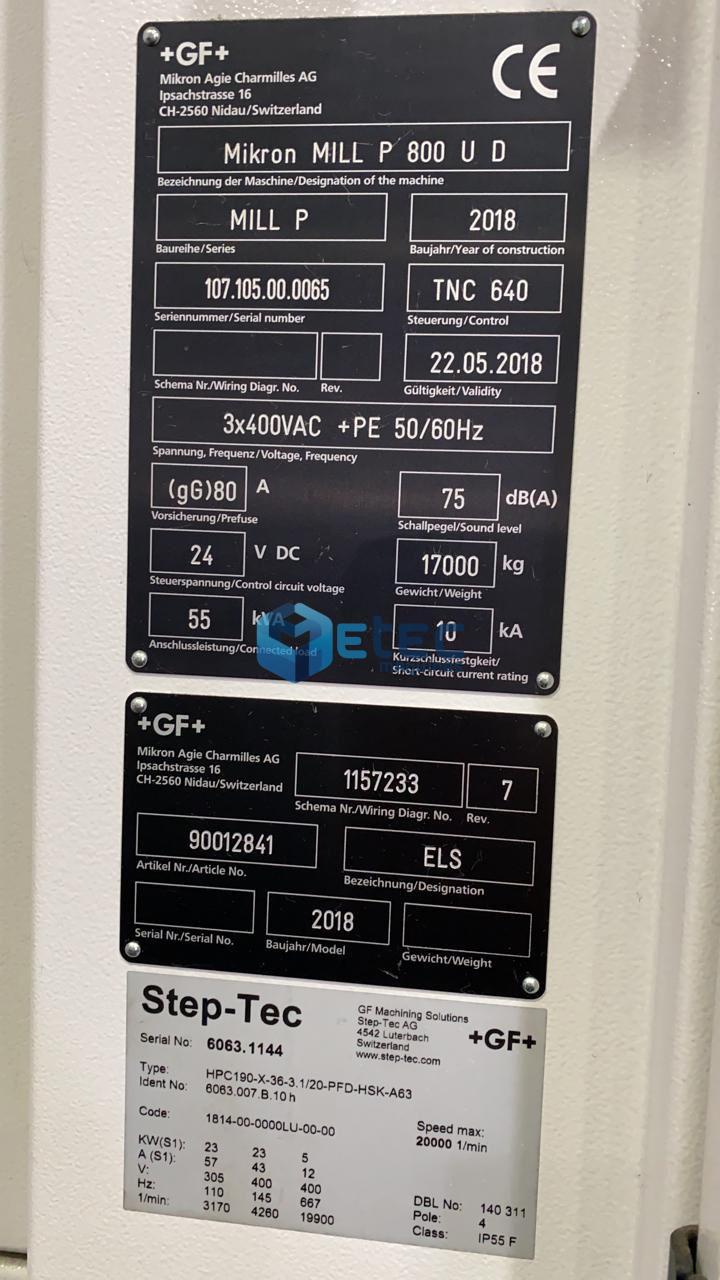 +GF+
CE
Mikron Agie Charmilles AG
Ipsachstrasse 16
CH-2560 Nidau/Switzerland
Mikron MILL P 800 U D
Bezeichnung der Maschine/Designation of the machine
MILL P 2018
Baureihe/Series Baujahr/Year of construction
107.105.00.0065 TNC 640
Seriennummer/Serial number Steuerung/Control
22.05.2018
Schema Nr./Wiring Diagr. No. Rev. Gültigkeit/Validity
3x400VAC +PE 50/60Hz
Spannung, Frequenz/Voltage, Frequency
(gG)80 A 75 dB(A)
Vorsicherung/Prefuse Schallpegel/Sound level
24 V DC 17000 kg
Steuerspannung/Control circuit voltage Gewicht/Weight
55 kVA 10 kA
Anschlussleistung/Connected load Kurzschlussfestgkeit/
Short-circuit current rating
METEC
+GF+
Mikron Agie Charmilles AG
Ipsachstrasse 16
CH-2560 Nidau/Switzerland
1157233 7
Schema Nr./Wiring Diagr. No. Rev.
90012841 ELS
Artikel Nr./Article No. Bezeichnung/Designation
2018
Serial Nr./Serial No. Baujahr/Model Gewicht/Weight
Step-Tec
GF Machining Solutions
Step-Tec AG
4542 Luterbach
Switzerland
www.step-tec.com
+GF+
Serial No: 6063.1144
Type: HPC190-X-36-3.1/20-PFD-HSK-A63
Ident No: 6063.007.B.10 h
Code: 1814-00-0000LU-00-00
Speed max:
20000 1/min
KW(S1): 23 23 5
A (S1): 57 43 12
V: 305 400 400
Hz: 110 145 667
1/min: 3170 4260 19900
DBL No: 140 311
Pole: 4
Class: IP55 F